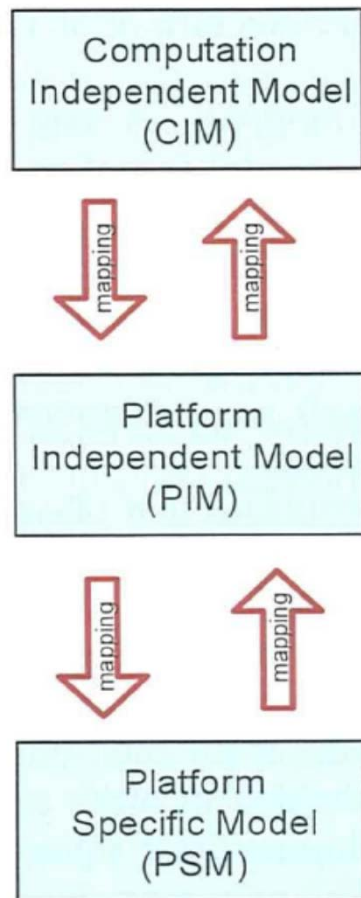 Computation
Independent Model
(CIM)
mapping
mapping
Platform
Independent Model
(PIM)
mapping
mapping
Platform
Specific Model
(PSM)